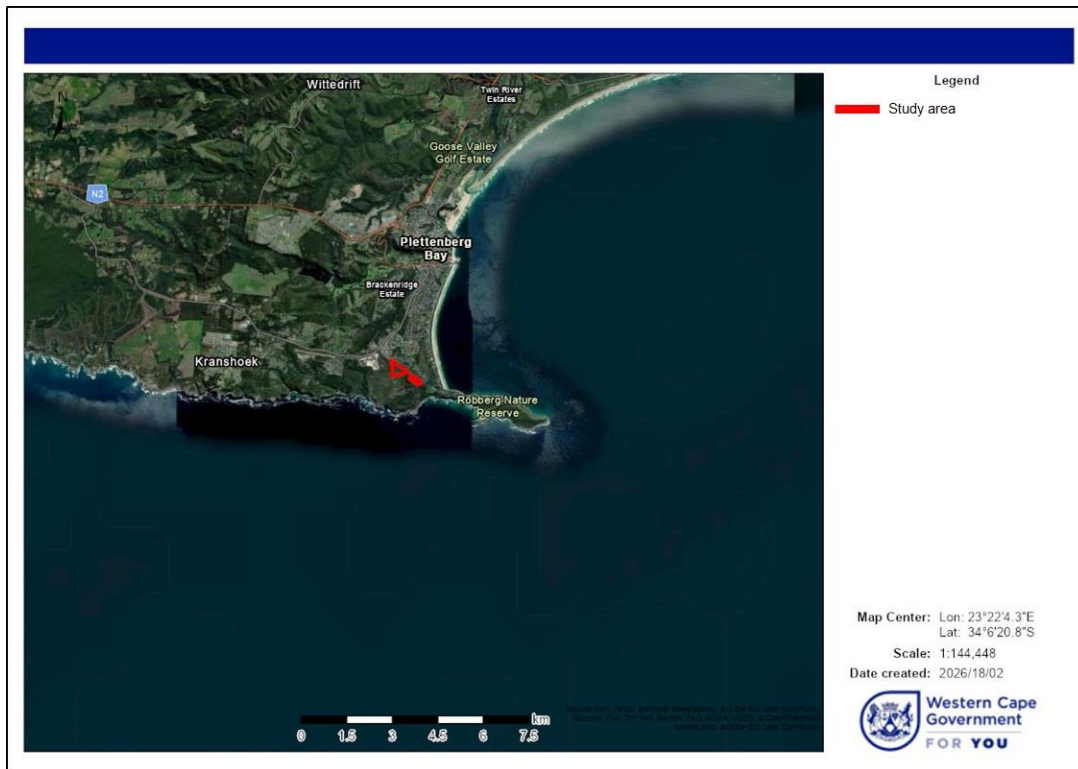 Wittedrift
Twin River
Estates
N
Goose Valley
Golf Estate
N2
Plettenberg
Bay
Brackenridge
Estate
Kranshoek
Robberg Nature
Reserve
km
0 1.5 3 4.5 6 7.5
Legend
Study area
Map Center: Lon: 23°22'4.3"E
Lat: 34°6'20.8"S
Scale: 1:144,448
Date created: 2026/18/02
Western Cape
Government
FOR YOU